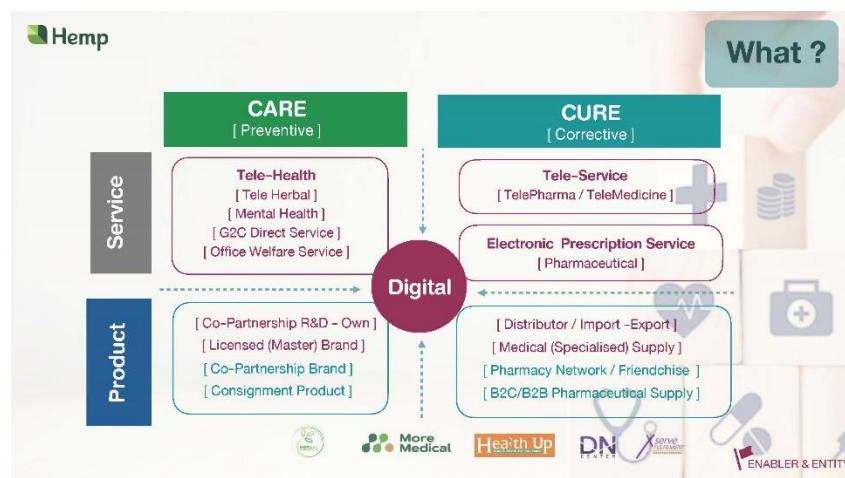 Hemp
What ?
CARE
[ Preventive ]
CURE
[ Corrective ]
Service
Tele-Health
[ Tele Herbal ]
[ Mental Health ]
[ G2C Direct Service ]
[ Office Welfare Service ]
Tele-Service
[ TelePharma / TeleMedicine ]
Electronic Prescription Service
[ Pharmaceutical ]
Digital
Product
[ Co-Partnership R&D - Own ]
[ Licensed (Master) Brand ]
[ Co-Partnership Brand ]
[ Consignment Product ]
[ Distributor / Import -Export ]
[ Medical (Specialised) Supply ]
[ Pharmacy Network / Friendchise ]
[ B2C/B2B Pharmaceutical Supply ]
More
Medical
Health Up
DN
CENTER
Xserve
ENABLER & ENTIT